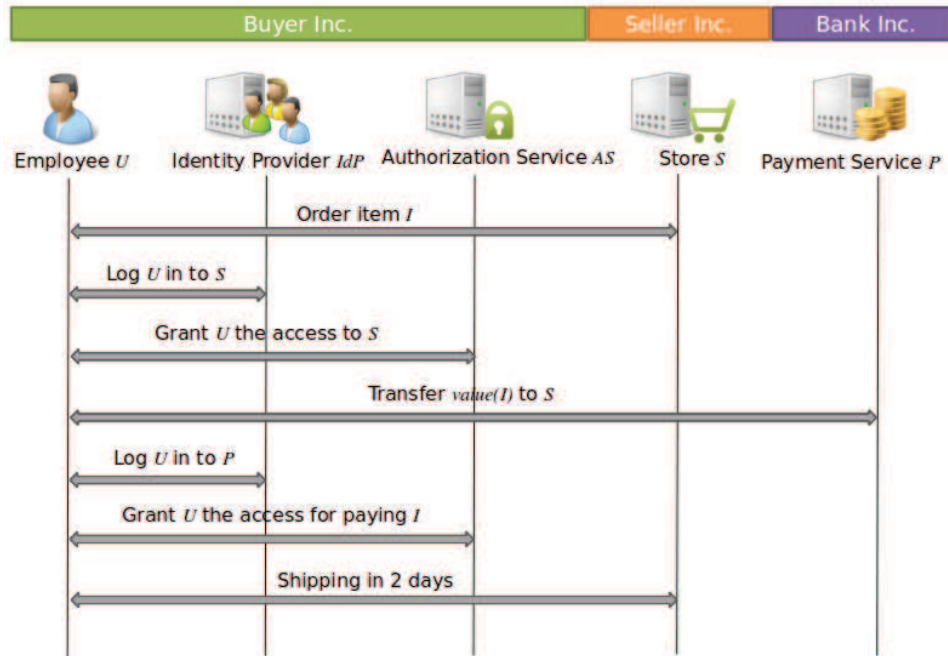 Buyer Inc. Seller Inc. Bank Inc.
Employee U Identity Provider IdP Authorization Service AS Store S Payment Service P
Order item I
Log U in to S
Grant U the access to S
Transfer value(I) to S
Log U in to P
Grant U the access for paying I
Shipping in 2 days